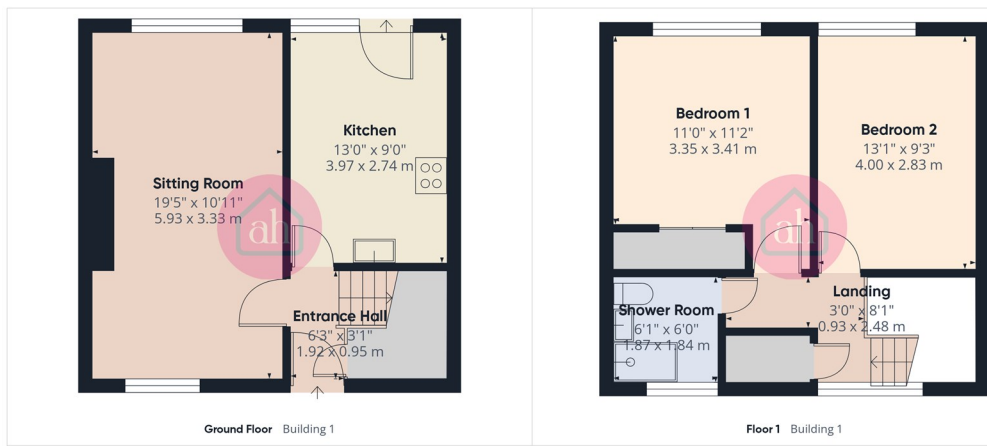 Kitchen
13'0" x 9'0"
3.97 x 2.74 m
Sitting Room
19'5" x 10'11"
5.93 x 3.33 m
ah
Entrance Hall
6'3" x 3'1"
1.92 x 0.95 m
Ground Floor Building 1
Bedroom 1
11'0" x 11'2"
3.35 x 3.41 m
Bedroom 2
13'1" x 9'3"
4.00 x 2.83 m
ah
Landing
3'0" x 8'1"
0.93 x 2.48 m
Shower Room
6'1" x 6'0"
1.87 x 1.84 m
Floor 1 Building 1